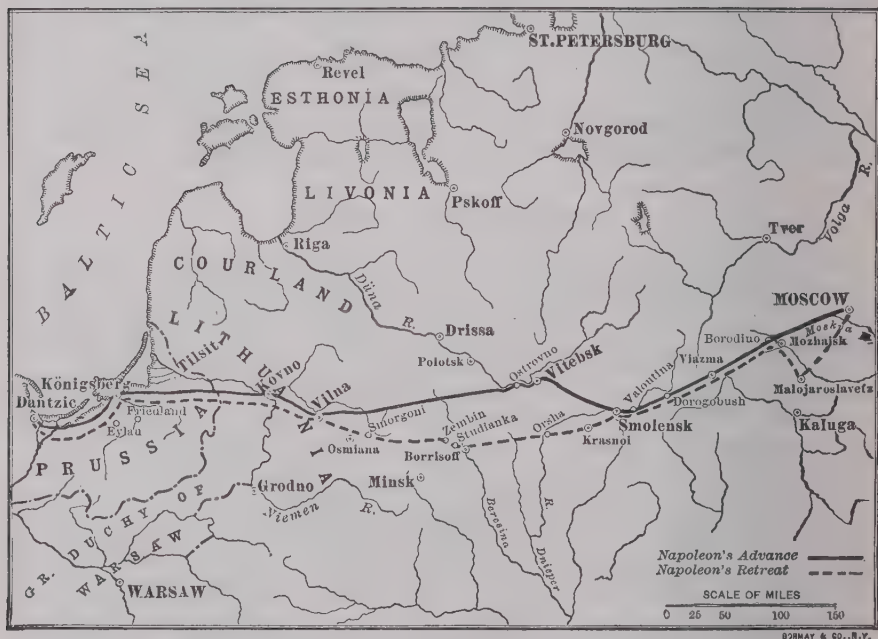 ST. PETERSBURG
Revel
ESTHONIA
BALTIC SEA
Novgorod
LIVONIA
Pskoff
Volga R.
Riga
Tver
COURLAND
Düna R.
MOSCOW
LITHUANIA
Drissa
Borodino
Moskva
Mozhaisk
Tilsit
Polotsk
Ostrovno
Vitebsk
Viazma
Königsberg
Kovno
Valoutina
Malojaroslavetz
Dantzic
Vilna
Dorogobush
Friedland
Smorgoni
Zembin
Studianka
Orsha
Smolensk
Kaluga
Eylau
Osmiana
Krasnoi
PRUSSIA
Borrisoff
Minsk
Grodno
Niemen R.
Beresina
R. Dnieper
GR. DUCHY OF WARSAW
WARSAW
Napoleon's Advance
Napoleon's Retreat
SCALE OF MILES
0 25 50 100 150
BORMAY & CO., N.Y.